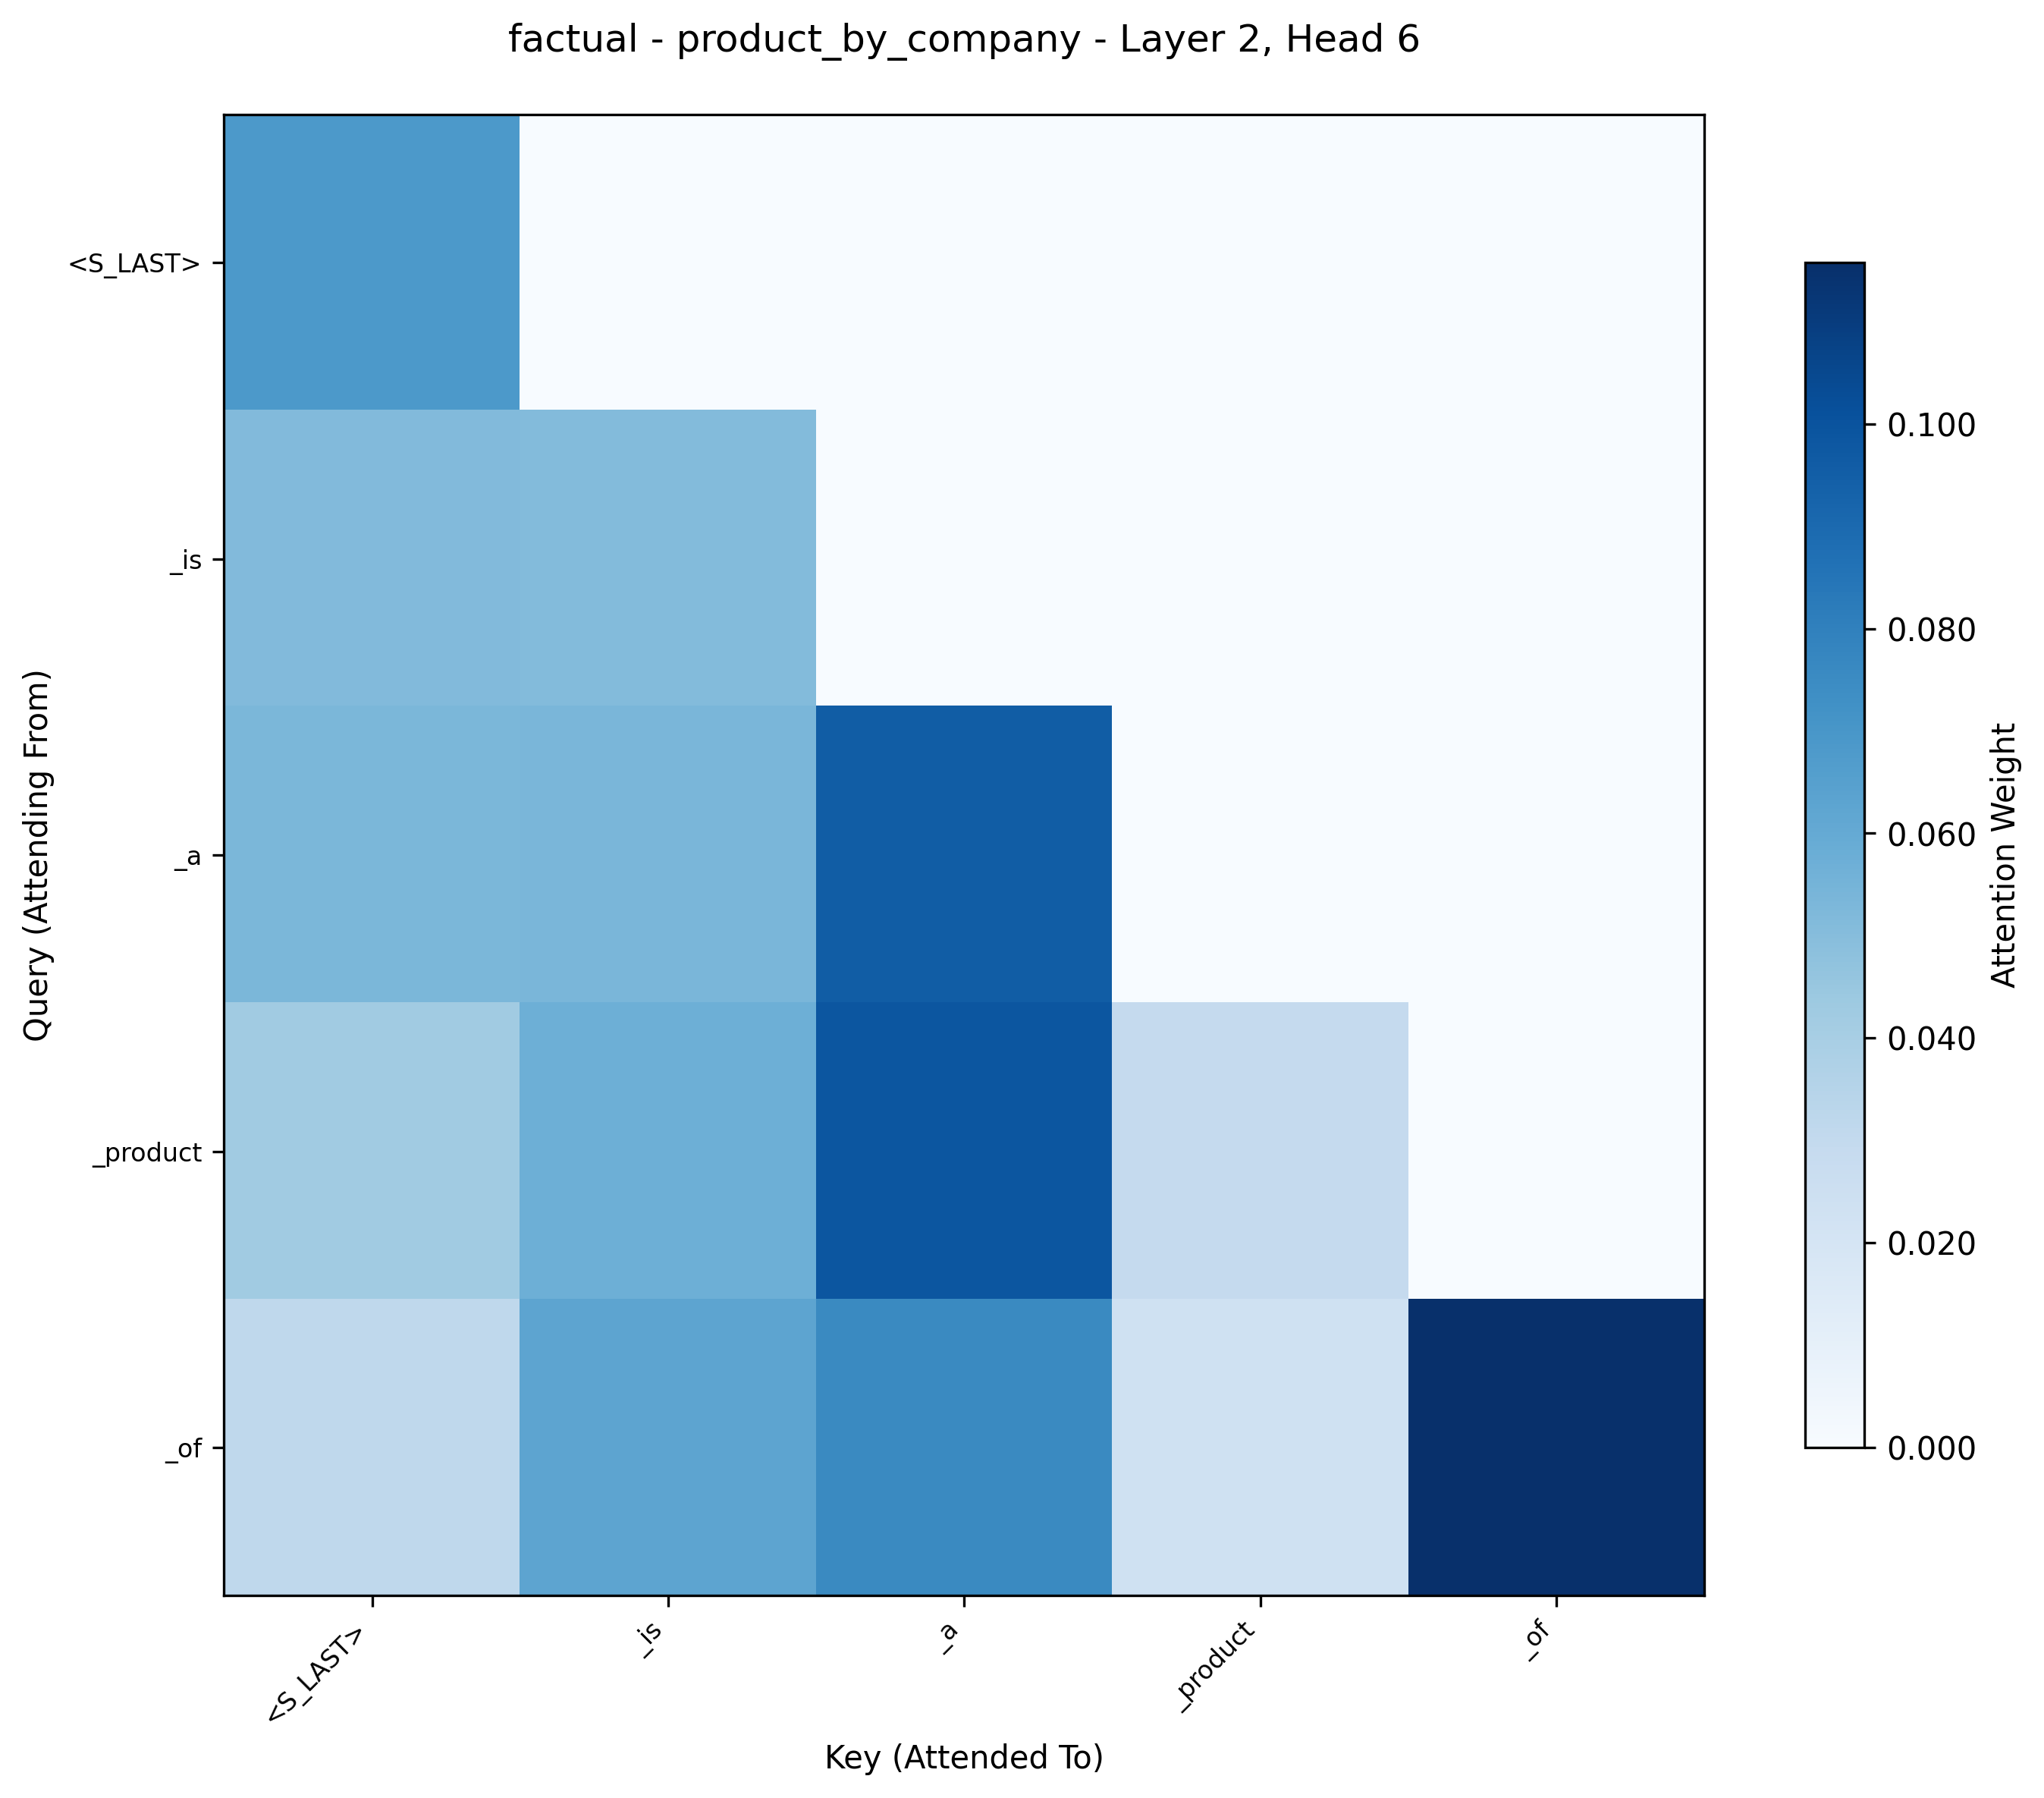 factual - product_by_company - Layer 2, Head 6
Query (Attending From)
<S_LAST>
_is
_a
_product
_of
<S_LAST>
_is
_a
_product
_of
Key (Attended To)
0.100
0.080
0.060
0.040
0.020
0.000
Attention Weight